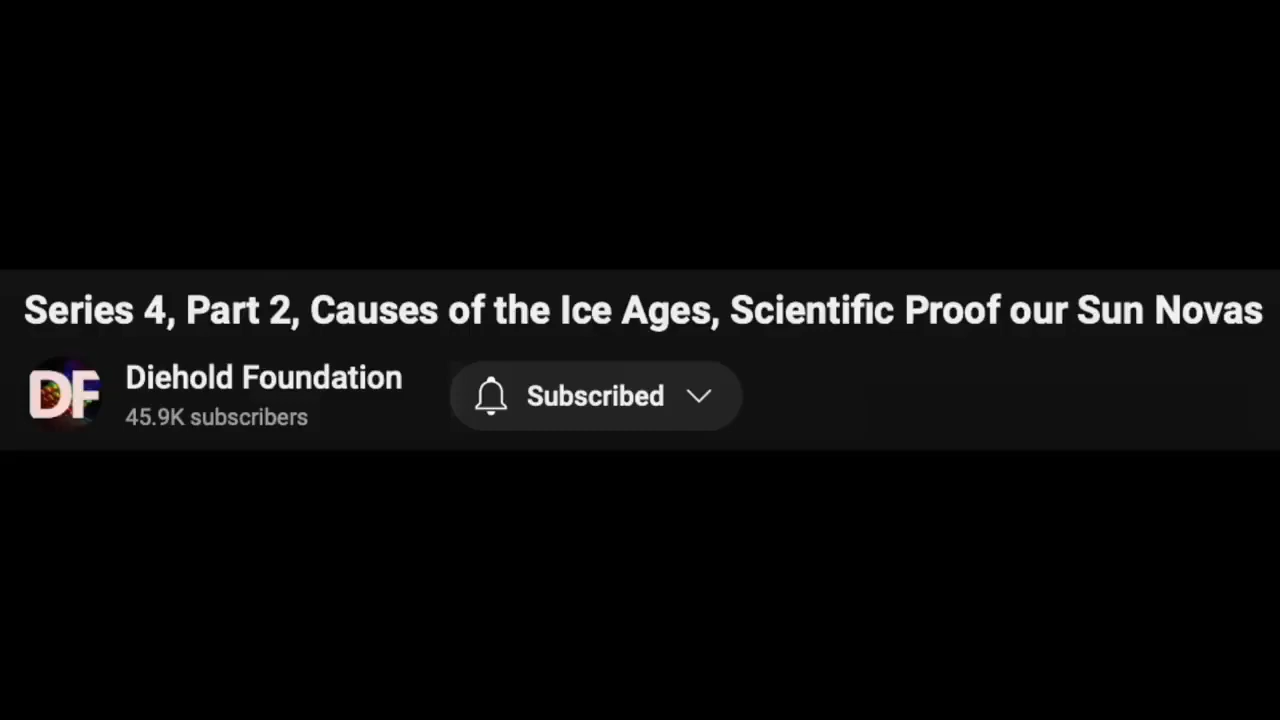 Series 4, Part 2, Causes of the Ice Ages, Scientific Proof our Sun Novas
DF
Diehold Foundation
45.9K subscribers
Subscribed